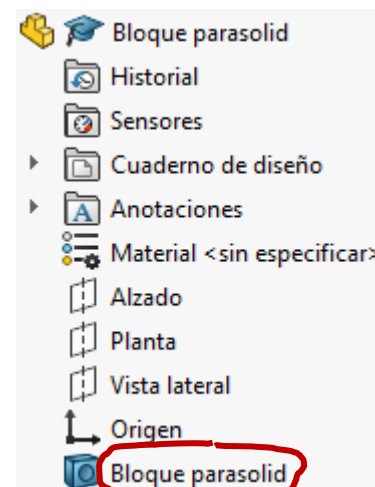 Bloque parasolid
Historial
Sensores
Cuaderno de diseño
Anotaciones
Material <sin especificar>
Alzado
Planta
Vista lateral
Origen
Bloque parasolid